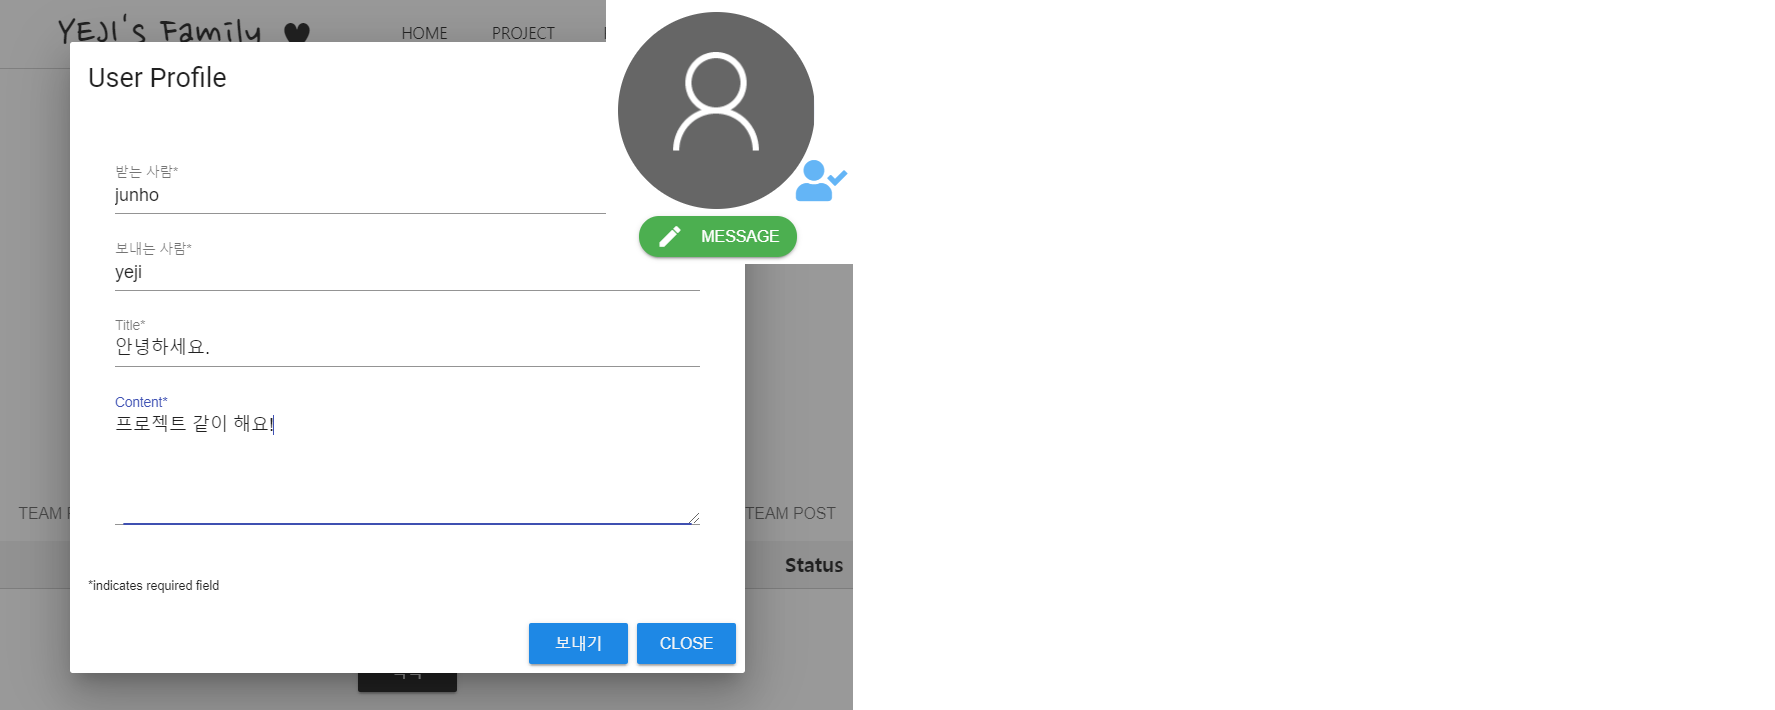 YEJI's Family ♥
HOME PROJECT
User Profile
받는 사람*
junho
MESSAGE
보내는 사람*
yeji
Title*
안녕하세요.
Content*
프로젝트 같이 해요!
TEAM
TEAM POST
Status
*indicates required field
보내기 CLOSE